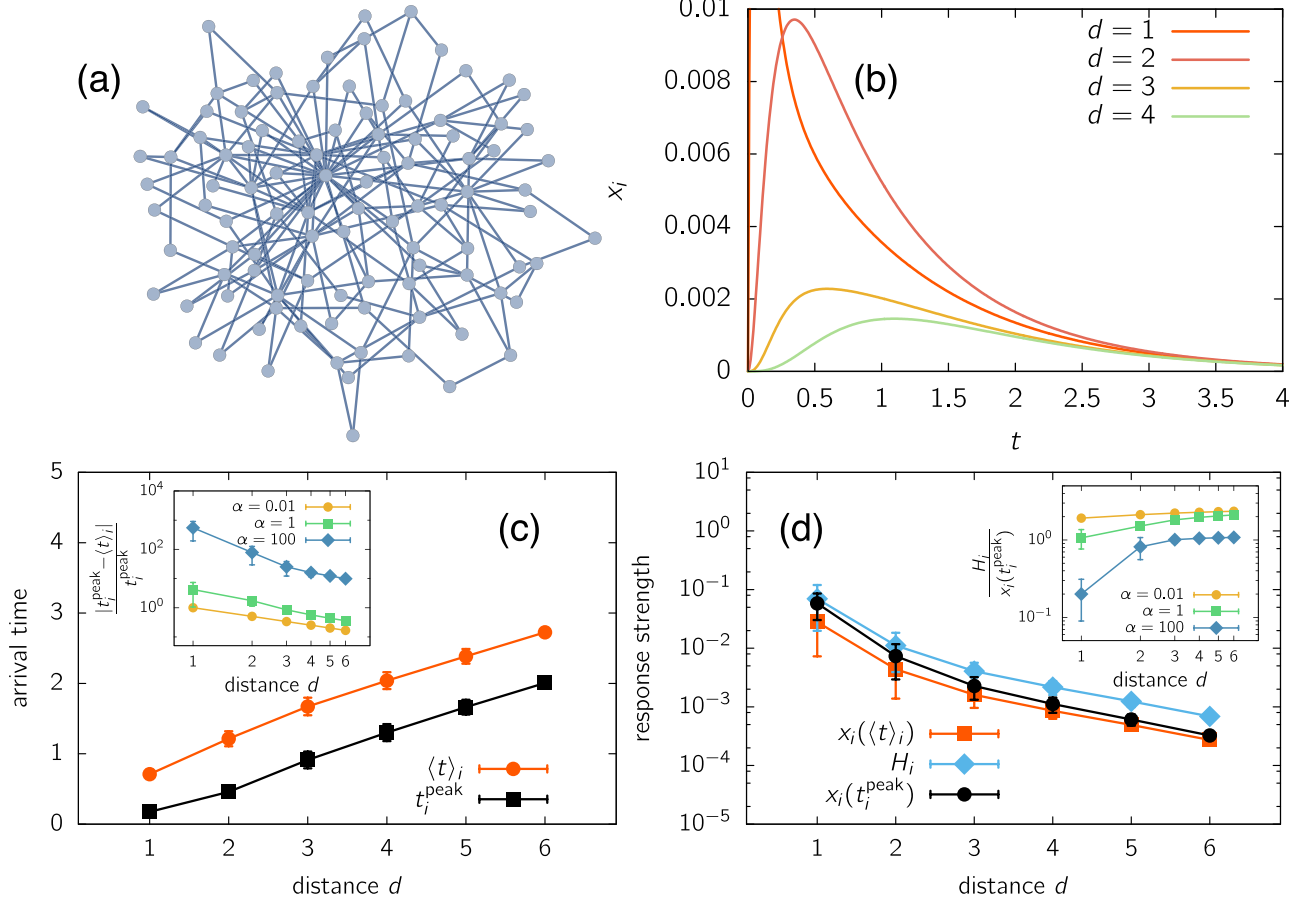 (a)
0.01
0.008
0.006
0.004
0.002
0
x_i
(b)
d = 1
d = 2
d = 3
d = 4
0 0.5 1 1.5 2 2.5 3 3.5 4
t
5
4
3
2
1
0
arrival time
(c)
|t_i^peak − ⟨t⟩_i|
t_i^peak
10^4
10^2
10^0
α = 0.01
α = 1
α = 100
1 2 3 4 5 6
distance d
⟨t⟩_i
t_i^peak
1 2 3 4 5 6
distance d
10^1
10^0
10^−1
10^−2
10^−3
10^−4
10^−5
response strength
(d)
H_i
x_i(t_i^peak)
10^0
10^−1
α = 0.01
α = 1
α = 100
1 2 3 4 5 6
distance d
x_i(⟨t⟩_i)
H_i
x_i(t_i^peak)
1 2 3 4 5 6
distance d